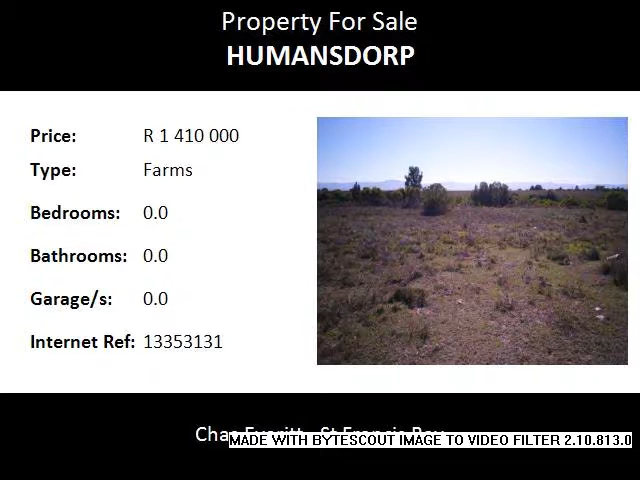 Property For Sale
HUMANSDORP
Price: R 1 410 000
Type: Farms
Bedrooms: 0.0
Bathrooms: 0.0
Garage/s: 0.0
Internet Ref: 13353131
MADE WITH BYTESCOUT IMAGE TO VIDEO FILTER 2.10.813.0